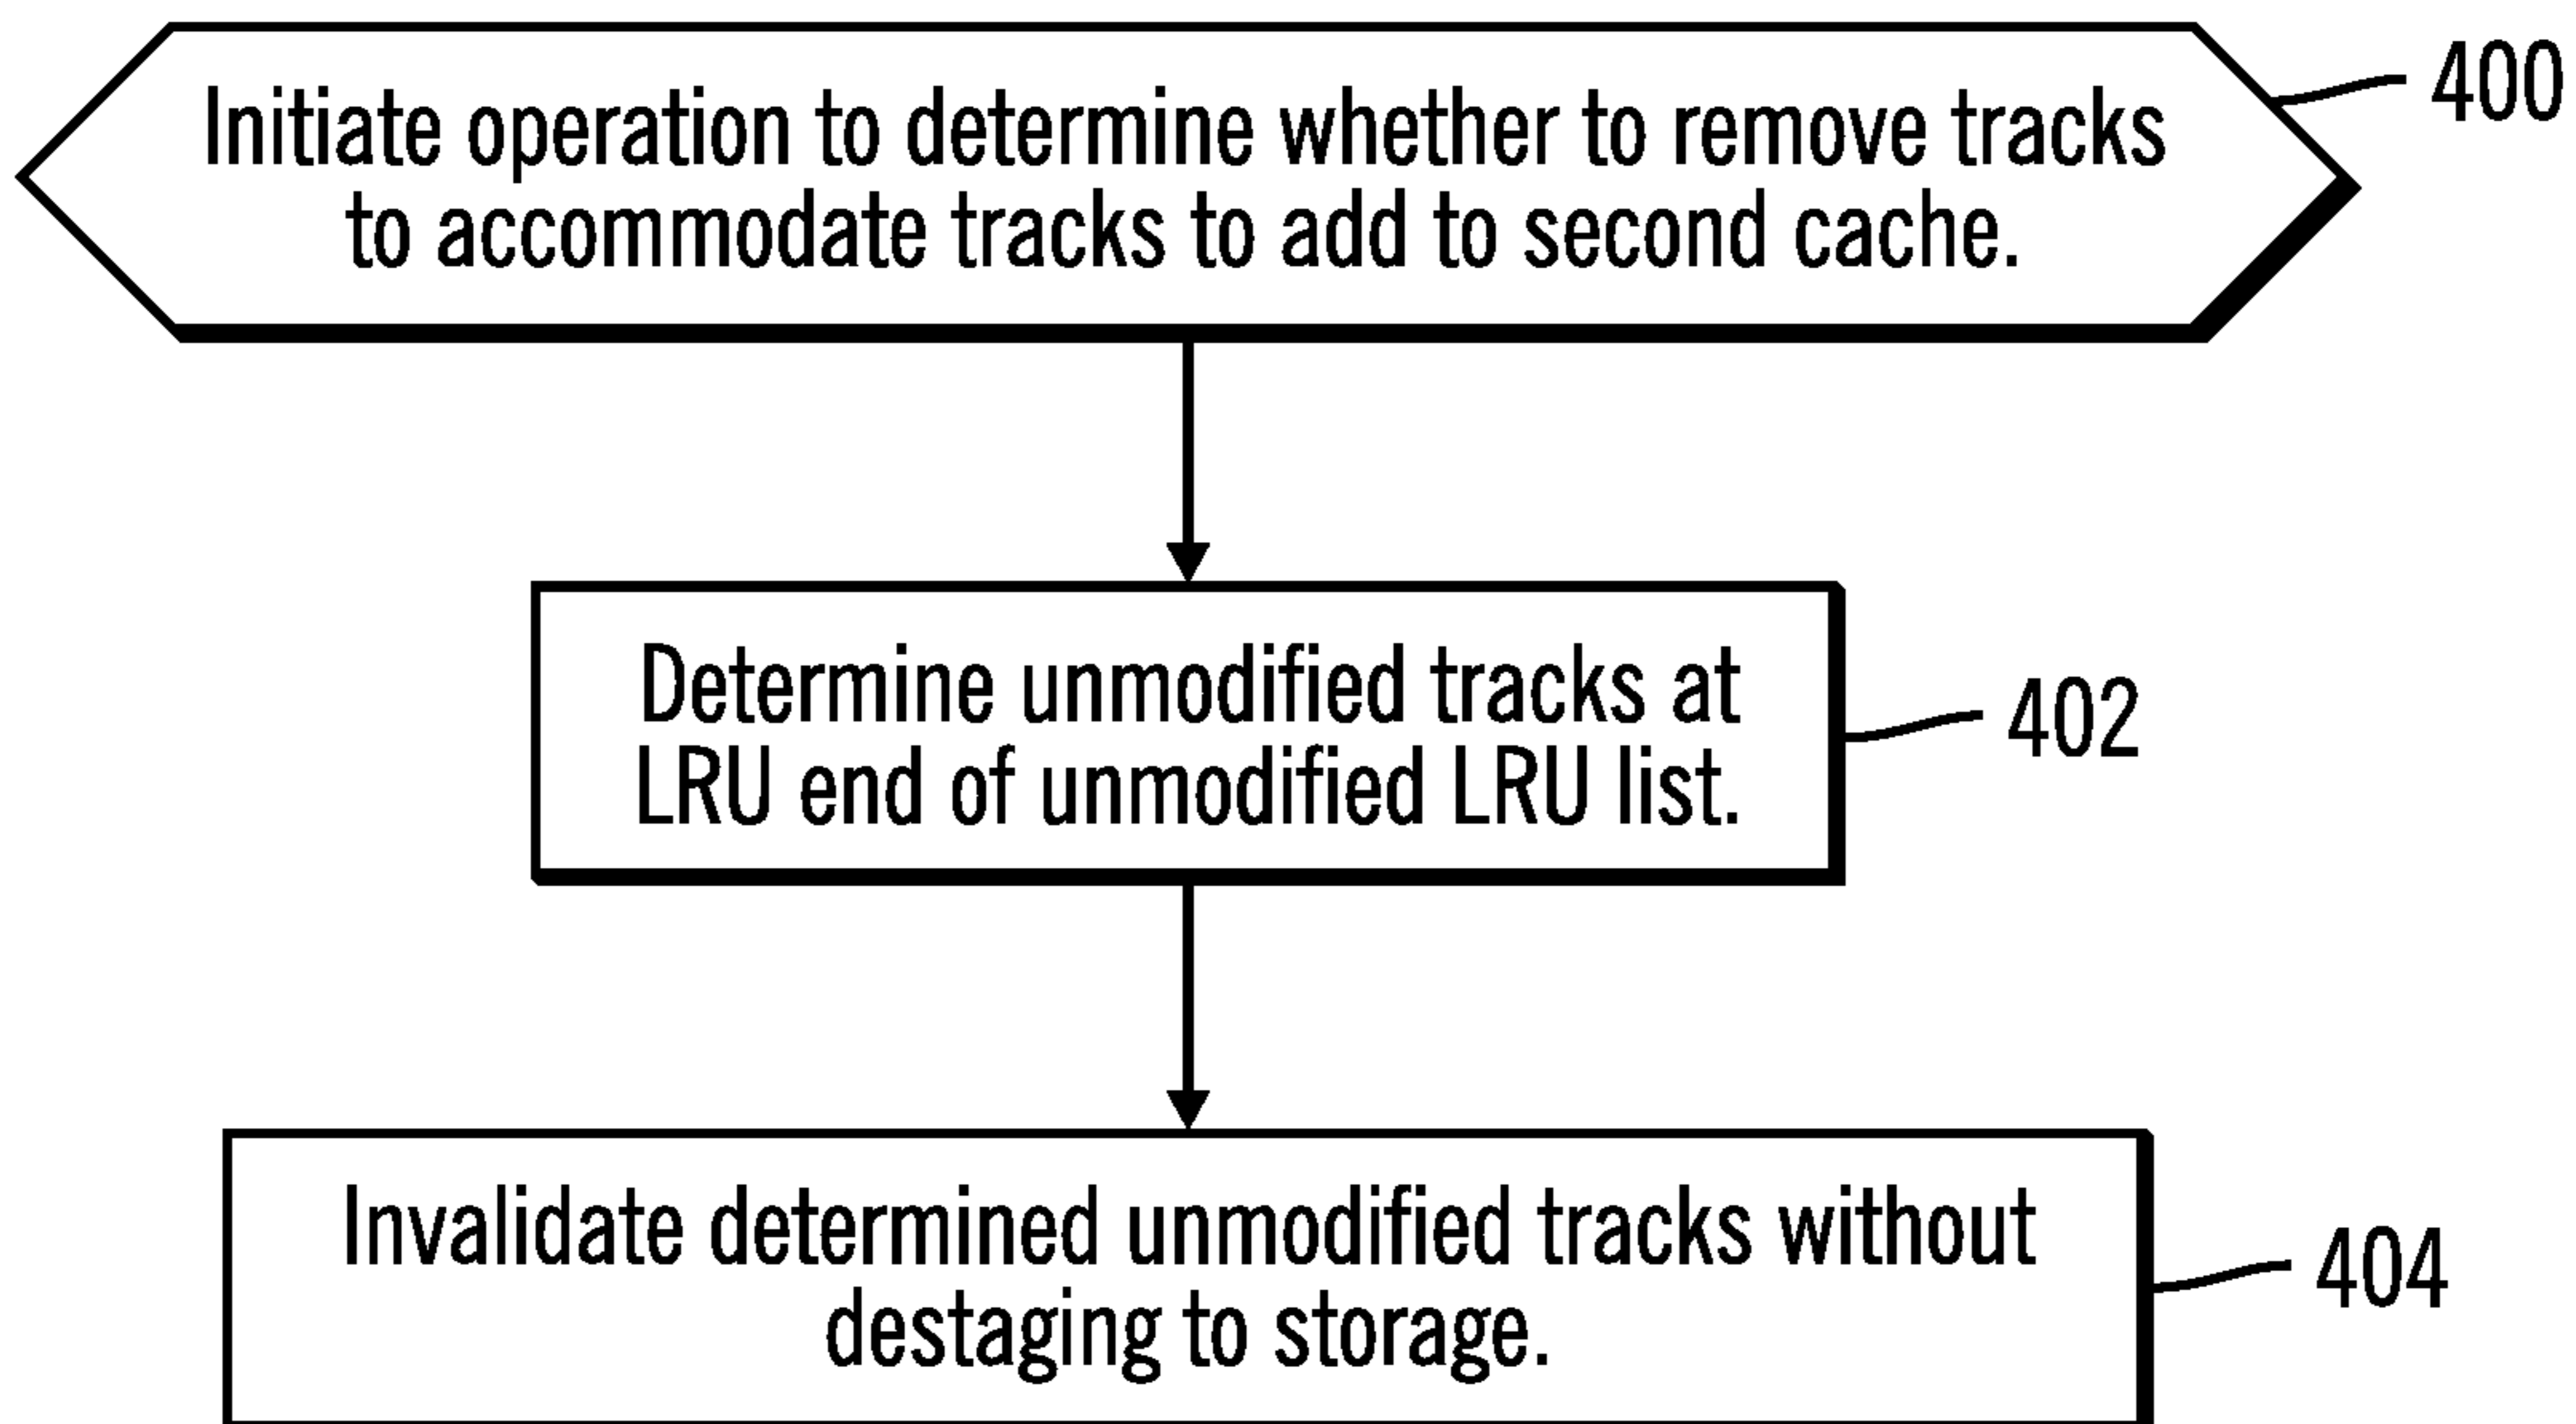 Initiate operation to determine whether to remove tracks
to accommodate tracks to add to second cache.
400
Determine unmodified tracks at
LRU end of unmodified LRU list.
402
Invalidate determined unmodified tracks without
destaging to storage.
404